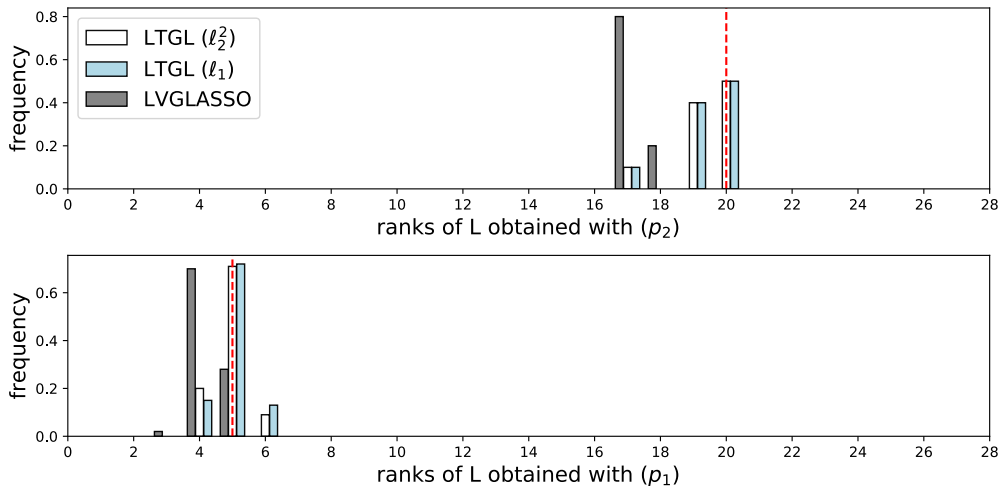 0.8
0.6
0.4
0.2
0.0
frequency
LTGL (ℓ₂²)
LTGL (ℓ₁)
LVGLASSO
0 2 4 6 8 10 12 14 16 18 20 22 24 26 28
ranks of L obtained with (p₂)
0.6
0.4
0.2
0.0
frequency
0 2 4 6 8 10 12 14 16 18 20 22 24 26 28
ranks of L obtained with (p₁)